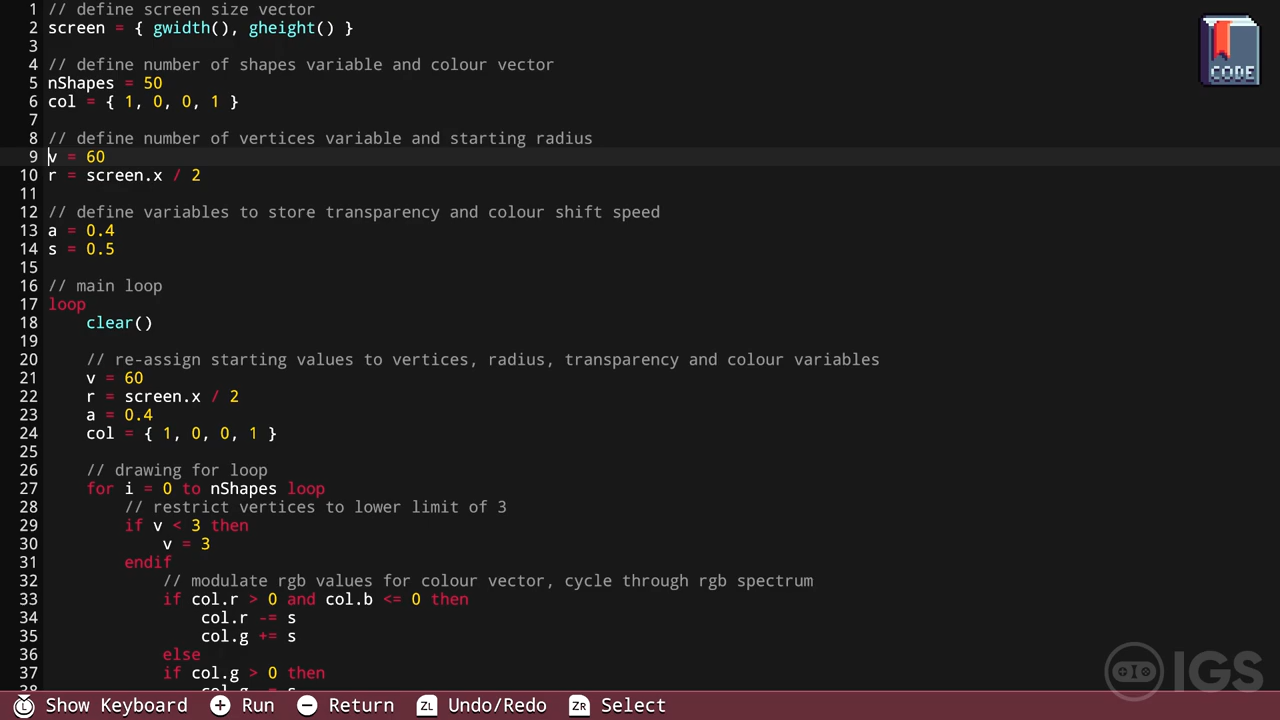 1 // define screen size vector
2 screen = { gwidth(), gheight() }
3
4 // define number of shapes variable and colour vector
5 nShapes = 50
6 col = { 1, 0, 0, 1 }
7
8 // define number of vertices variable and starting radius
9 v = 60
10 r = screen.x / 2
11
12 // define variables to store transparency and colour shift speed
13 a = 0.4
14 s = 0.5
15
16 // main loop
17 loop
18 clear()
19
20 // re-assign starting values to vertices, radius, transparency and colour variables
21 v = 60
22 r = screen.x / 2
23 a = 0.4
24 col = { 1, 0, 0, 1 }
25
26 // drawing for loop
27 for i = 0 to nShapes loop
28 // restrict vertices to lower limit of 3
29 if v < 3 then
30 v = 3
31 endif
32 // modulate rgb values for colour vector, cycle through rgb spectrum
33 if col.r > 0 and col.b <= 0 then
34 col.r -= s
35 col.g += s
36 else
37 if col.g > 0 then
38 col.g -= s
CODE
IGS
L Show Keyboard + Run - Return ZL Undo/Redo ZR Select